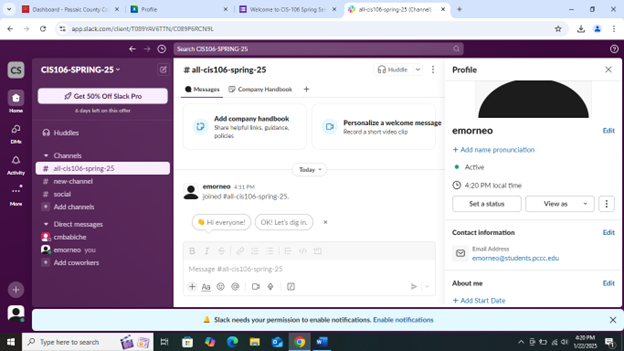 Dashboard - Passaic County Co
Profile
Welcome to CIS-106 Spring Se
all-cis106-spring-25 (Channel)
app.slack.com/client/T089YAV6TTN/C0E9P6RCN9L
Search CIS106-SPRING-25
CS
Home
DMs
Activity
More
CIS106-SPRING-25
Get 50% Off Slack Pro
6 days left on this offer
Huddles
Channels
# all-cis106-spring-25
# new-channel
# social
Add channels
Direct messages
cmbabiche
emorneo you
Add coworkers
# all-cis106-spring-25
Huddle
Messages
Company Handbook
Add company handbook
Share helpful links, guidance,
policies
Personalize a welcome message
Record a short video clip
Today
emorneo 4:11 PM
joined #all-cis106-spring-25.
Hi everyone!
OK! Let's dig in.
Message #all-cis106-spring-25
Profile
emorneo
Edit
+ Add name pronunciation
Active
4:20 PM local time
Set a status
View as
Contact information
Edit
Email Address
emorneo@students.pccc.edu
About me
Edit
+ Add Start Date
Slack needs your permission to enable notifications. Enable notifications
Type here to search
4:20 PM
1/22/2025